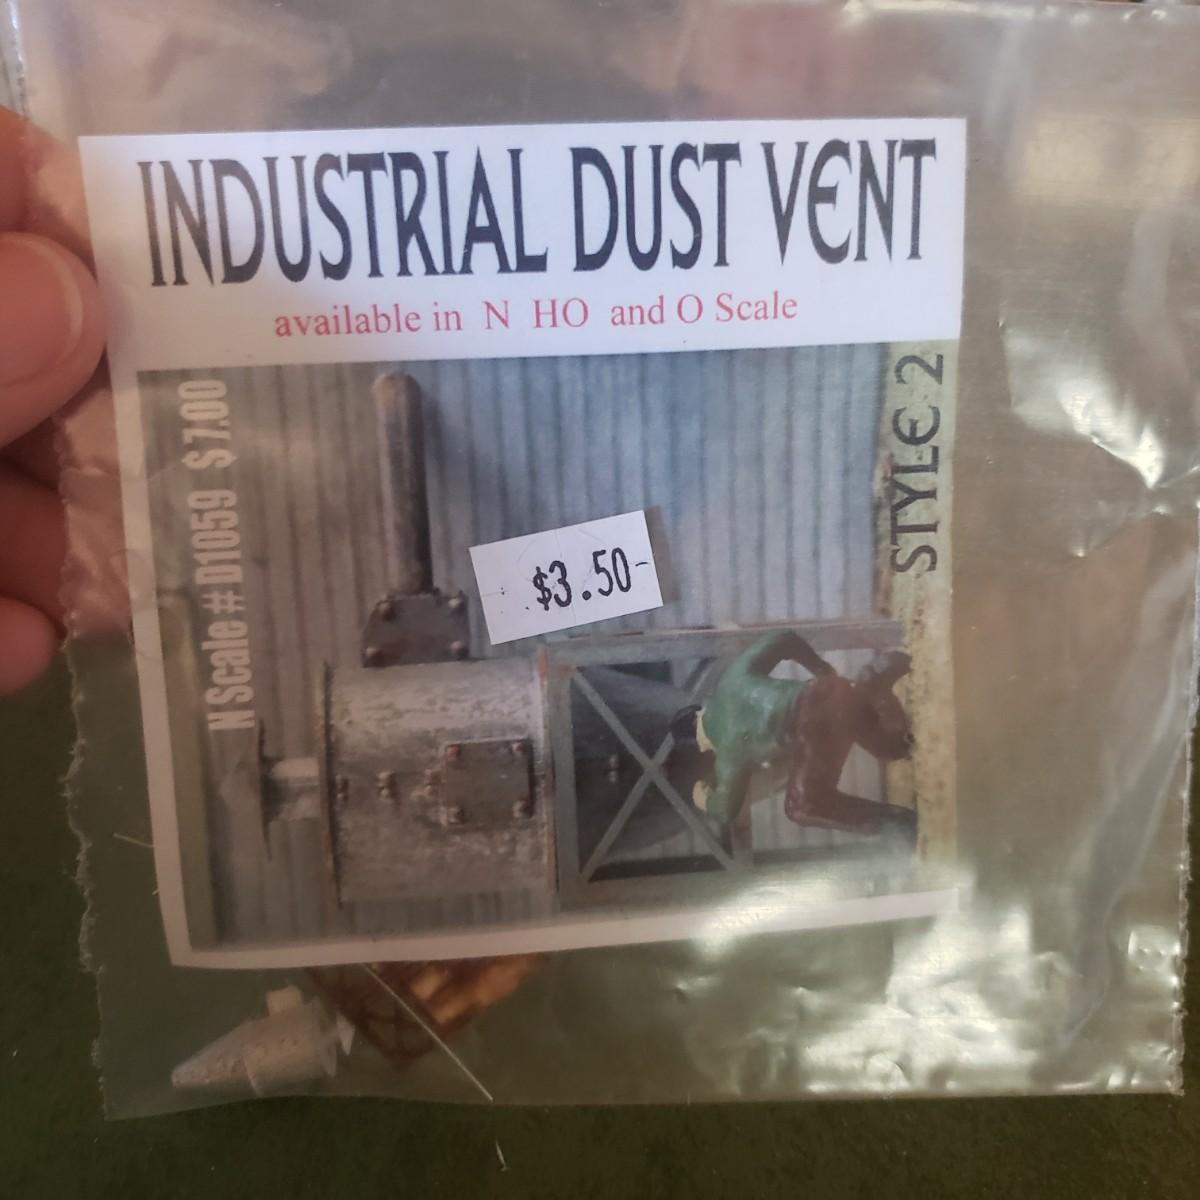 INDUSTRIAL DUST VENT
available in N HO and O Scale
N Scale # D1059 $7.00
STYLE 2
$3.50